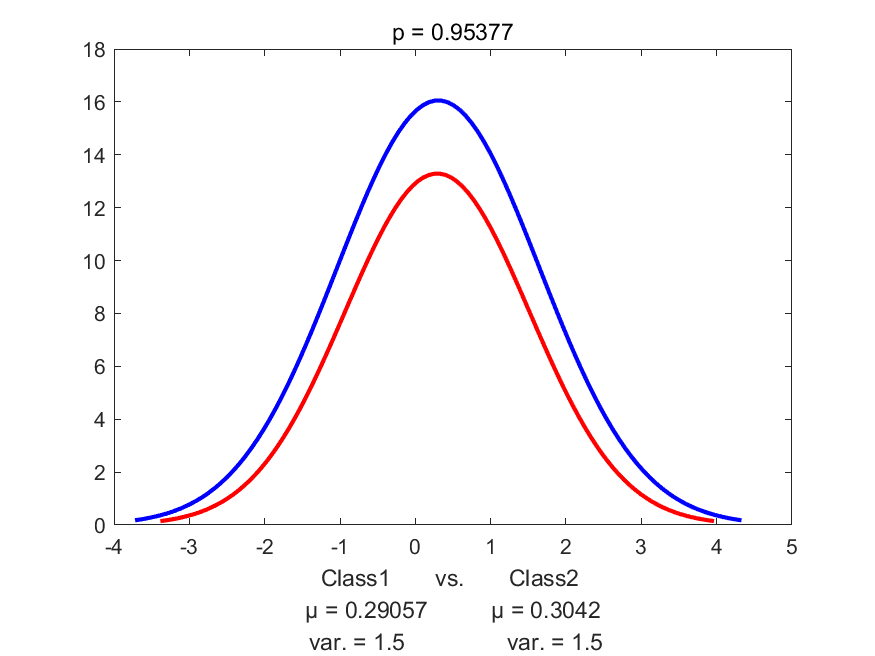 p = 0.95377
18
16
14
12
10
8
6
4
2
0
-4 -3 -2 -1 0 1 2 3 4 5
Class1 vs. Class2
μ = 0.29057 μ = 0.3042
var. = 1.5 var. = 1.5